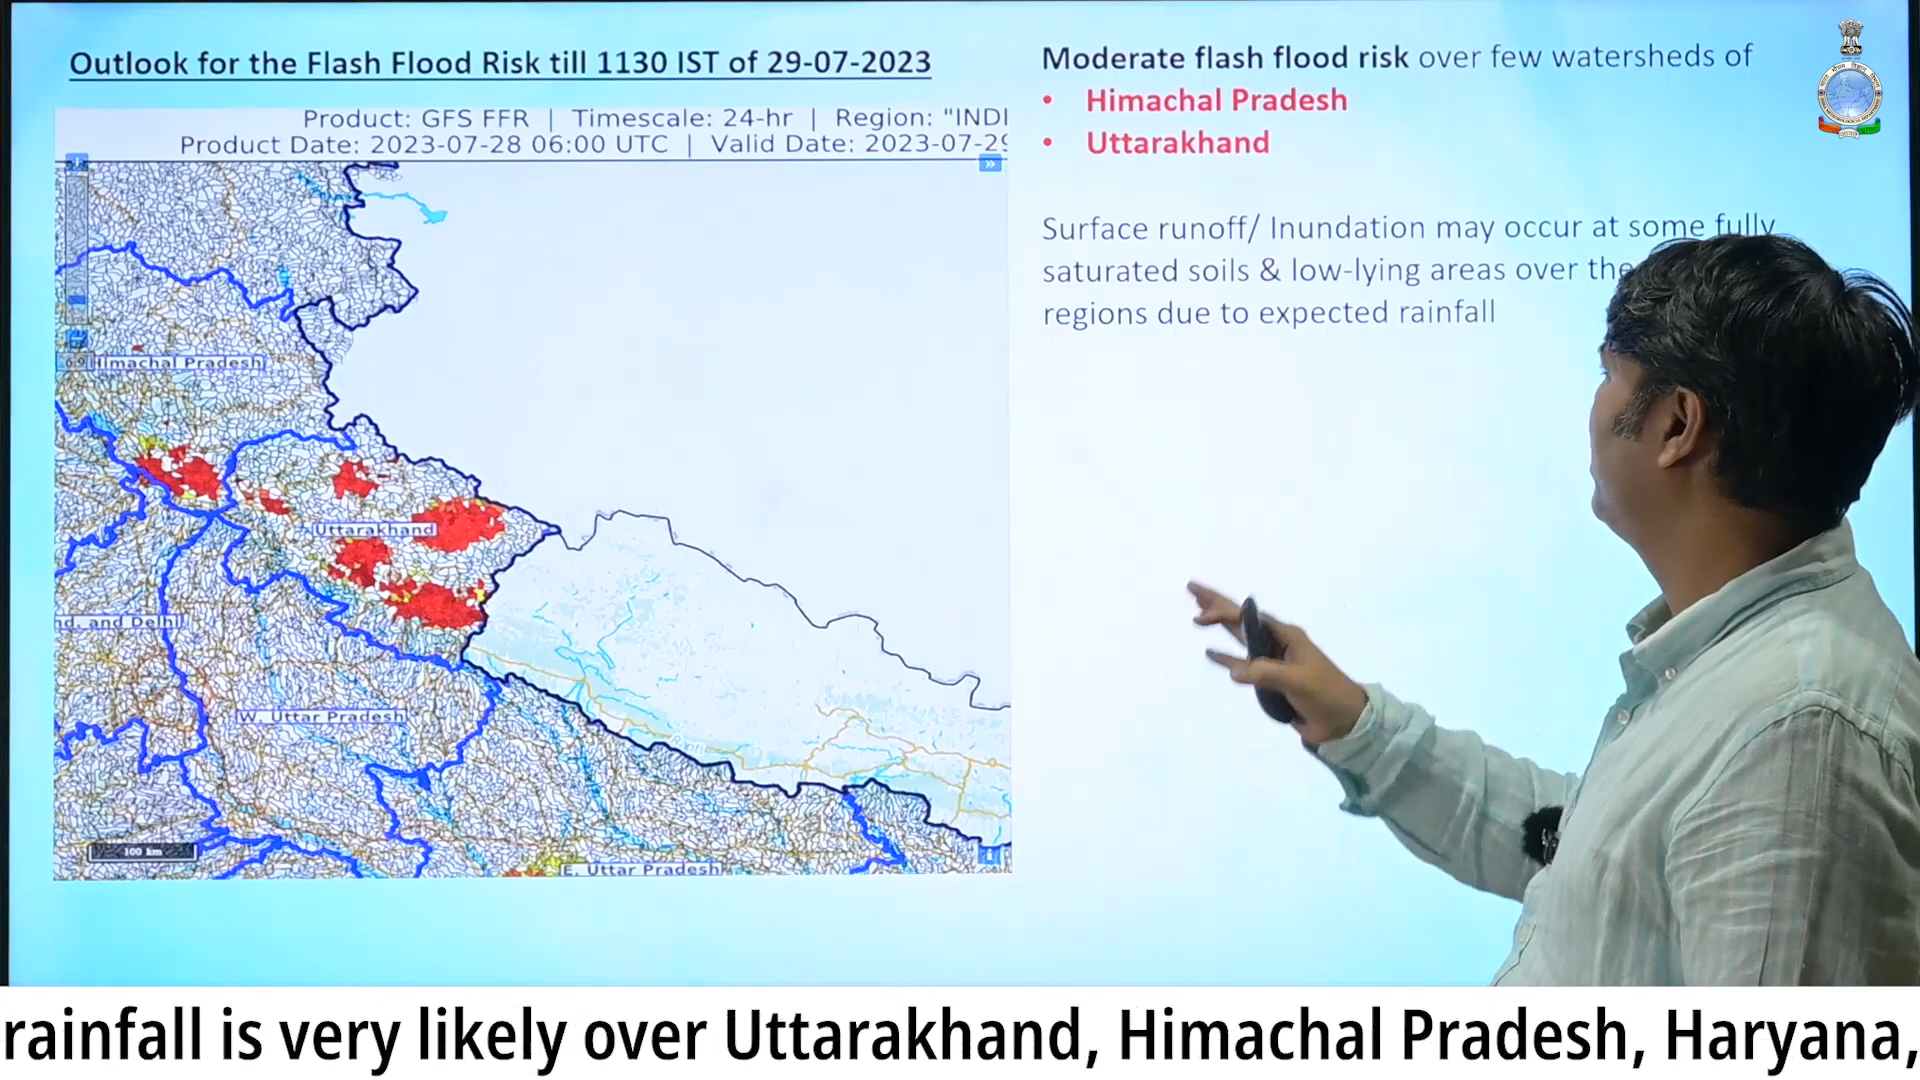 Outlook for the Flash Flood Risk till 1130 IST of 29-07-2023
Product: GFS FFR | Timescale: 24-hr | Region: "INDI
Product Date: 2023-07-28 06:00 UTC | Valid Date: 2023-07-29
Himachal Pradesh
Uttarakhand
nd. and Delhi
W. Uttar Pradesh
E. Uttar Pradesh
100 km
Moderate flash flood risk over few watersheds of
• Himachal Pradesh
• Uttarakhand
Surface runoff/ Inundation may occur at some fully
saturated soils & low-lying areas over the
regions due to expected rainfall
rainfall is very likely over Uttarakhand, Himachal Pradesh, Haryana,